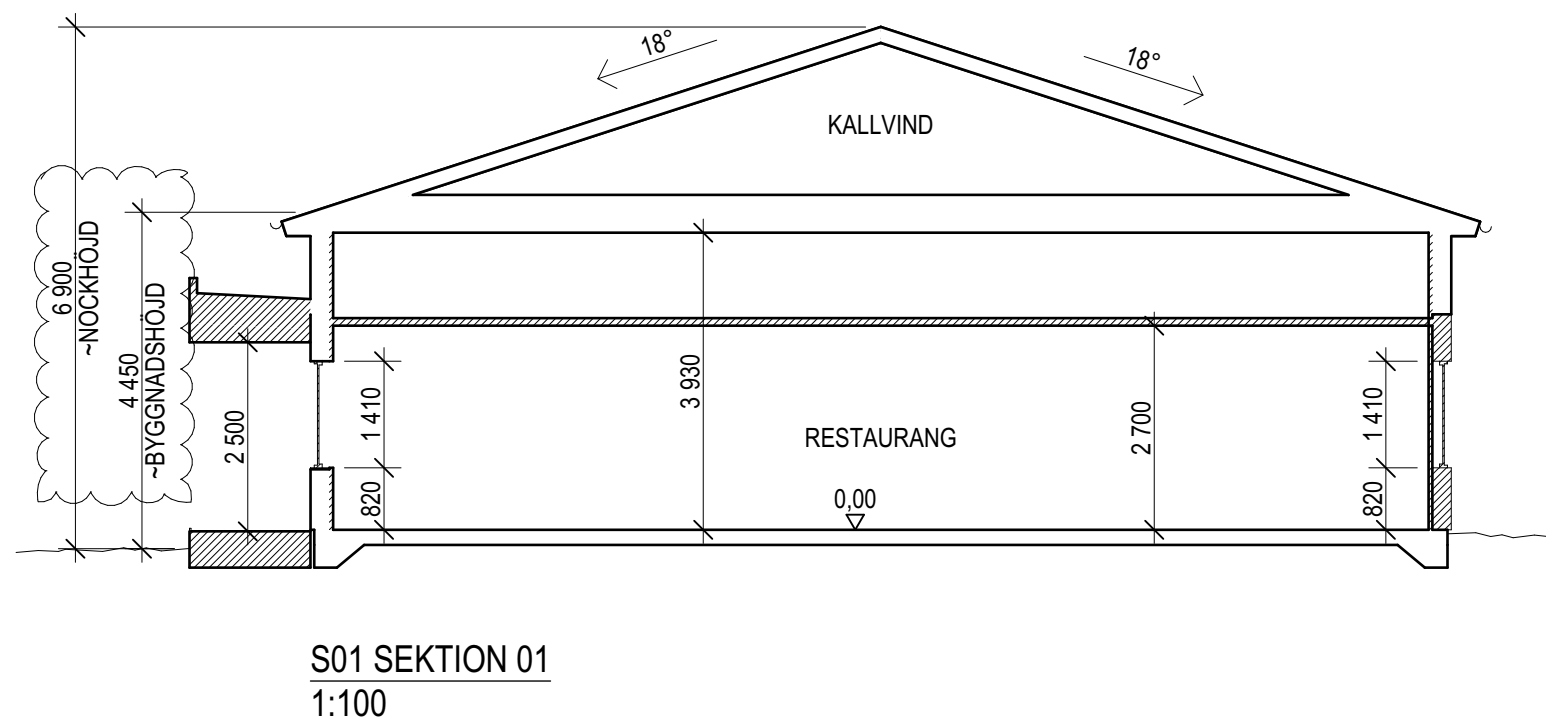 18°
18°
KALLVIND
6 900
~NOCKHÖJD
4 450
~BYGGNADSHÖJD
2 500
1 410
820
3 930
RESTAURANG
0,00
2 700
1 410
820
S01 SEKTION 01
1:100